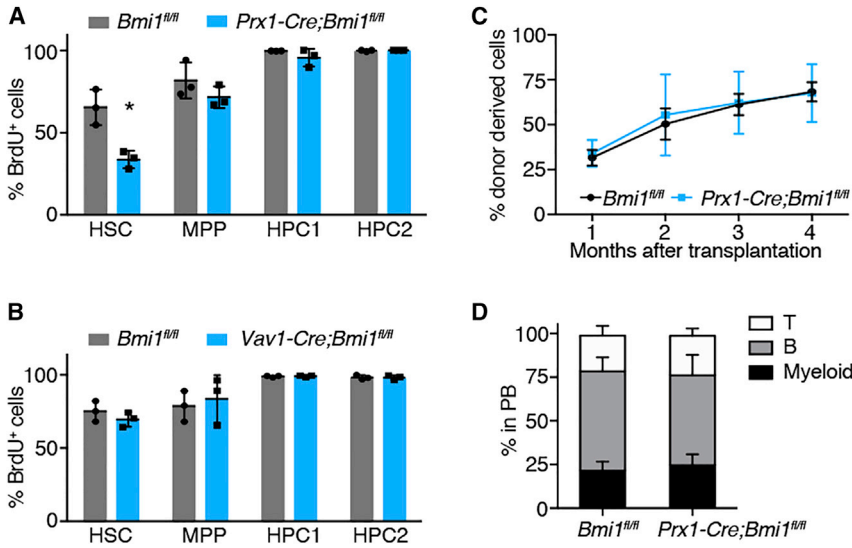 A
Bmi1fl/fl Prx1-Cre;Bmi1fl/fl
% BrdU+ cells
100
50
0
*
HSC MPP HPC1 HPC2
B
Bmi1fl/fl Vav1-Cre;Bmi1fl/fl
% BrdU+ cells
100
50
0
HSC MPP HPC1 HPC2
C
% donor derived cells
100
75
50
25
0
Bmi1fl/fl Prx1-Cre;Bmi1fl/fl
1 2 3 4
Months after transplantation
D
% in PB
100
75
50
25
0
T
B
Myeloid
Bmi1fl/fl Prx1-Cre;Bmi1fl/fl